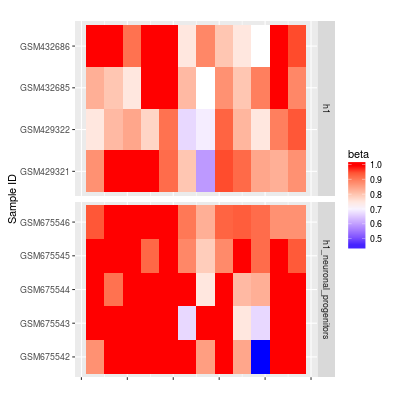 Sample ID
GSM432686
GSM432685
GSM429322
GSM429321
h1
GSM675546
GSM675545
GSM675544
GSM675543
GSM675542
h1_neuronal_progenitors
beta
1.0
0.9
0.8
0.7
0.6
0.5